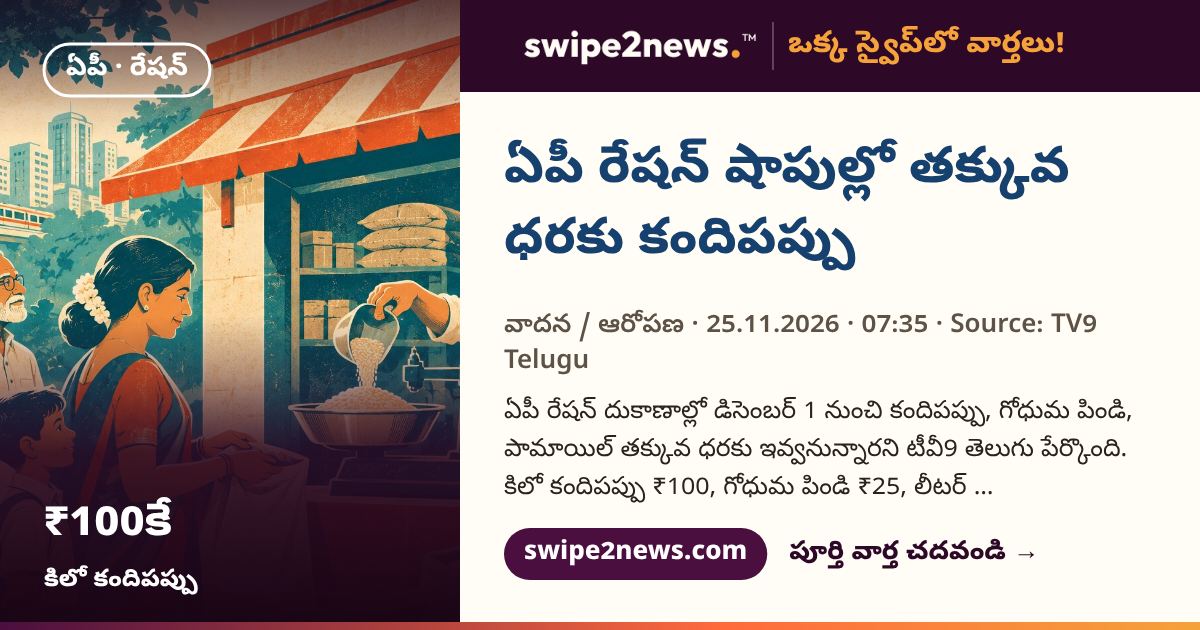 ఏపీ · రేషన్
swipe2news.™
ఒక్క స్వైప్‌లో వార్తలు!
ఏపీ రేషన్ షాపుల్లో తక్కువ
ధరకు కందిపప్పు
వాదన / ఆరోపణ · 25.11.2026 · 07:35 · Source: TV9
Telugu
ఏపీ రేషన్ దుకాణాల్లో డిసెంబర్ 1 నుంచి కందిపప్పు, గోధుమ పిండి,
పామాయిల్ తక్కువ ధరకు ఇవ్వనున్నారని టీవీ9 తెలుగు పేర్కొంది.
కిలో కందిపప్పు ₹100, గోధుమ పిండి ₹25, లీటర్ ...
₹100కే
కిలో కందిపప్పు
swipe2news.com
పూర్తి వార్త చదవండి →